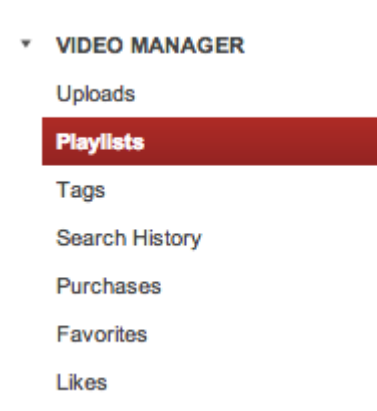 VIDEO MANAGER
Uploads
Playlists
Tags
Search History
Purchases
Favorites
Likes